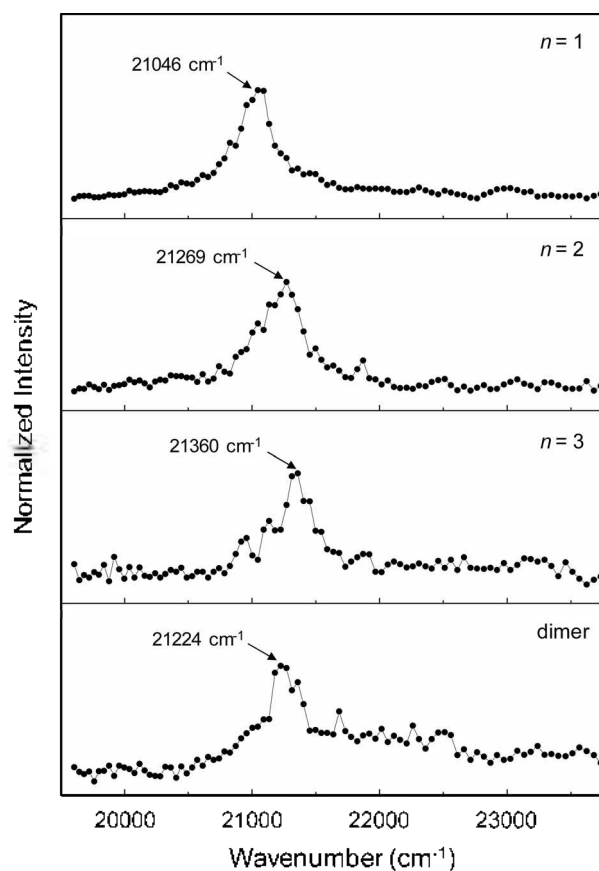 n = 1
21046 cm⁻¹
n = 2
21269 cm⁻¹
n = 3
21360 cm⁻¹
dimer
21224 cm⁻¹
Normalized Intensity
20000 21000 22000 23000
Wavenumber (cm⁻¹)